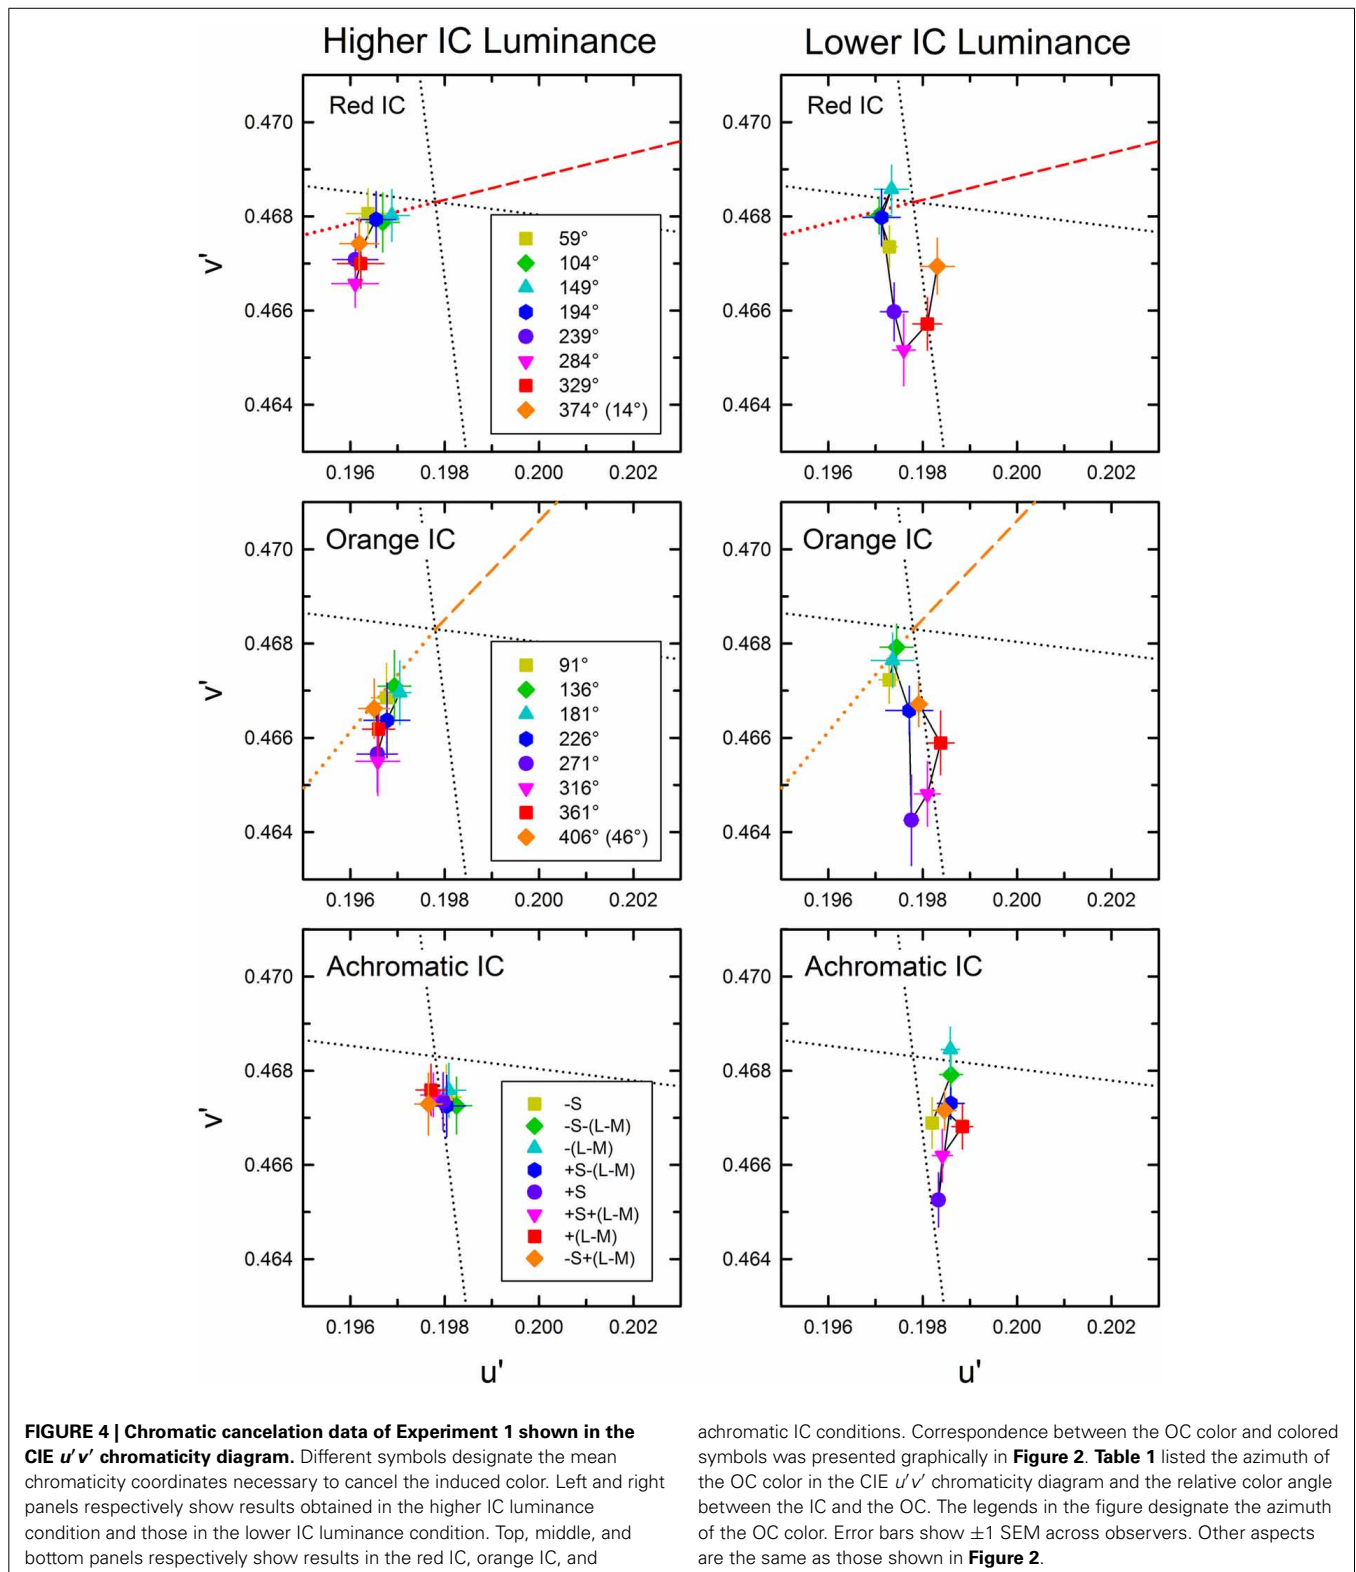 Higher IC Luminance
Lower IC Luminance
Red IC
0.470
0.468
0.466
0.464
v'
59°
104°
149°
194°
239°
284°
329°
374° (14°)
0.196
0.198
0.200
0.202
Red IC
0.470
0.468
0.466
0.464
0.196
0.198
0.200
0.202
Orange IC
0.470
0.468
0.466
0.464
v'
91°
136°
181°
226°
271°
316°
361°
406° (46°)
0.196
0.198
0.200
0.202
Orange IC
0.470
0.468
0.466
0.464
0.196
0.198
0.200
0.202
Achromatic IC
0.470
0.468
0.466
0.464
v'
-S
-S-(L-M)
-(L-M)
+S-(L-M)
+S
+S+(L-M)
+(L-M)
-S+(L-M)
0.196
0.198
0.200
0.202
u'
Achromatic IC
0.470
0.468
0.466
0.464
0.196
0.198
0.200
0.202
u'
FIGURE 4 | Chromatic cancelation data of Experiment 1 shown in the
CIE u′v′ chromaticity diagram. Different symbols designate the mean
chromaticity coordinates necessary to cancel the induced color. Left and right
panels respectively show results obtained in the higher IC luminance
condition and those in the lower IC luminance condition. Top, middle, and
bottom panels respectively show results in the red IC, orange IC, and
achromatic IC conditions. Correspondence between the OC color and colored
symbols was presented graphically in Figure 2. Table 1 listed the azimuth of
the OC color in the CIE u′v′ chromaticity diagram and the relative color angle
between the IC and the OC. The legends in the figure designate the azimuth
of the OC color. Error bars show ±1 SEM across observers. Other aspects
are the same as those shown in Figure 2.